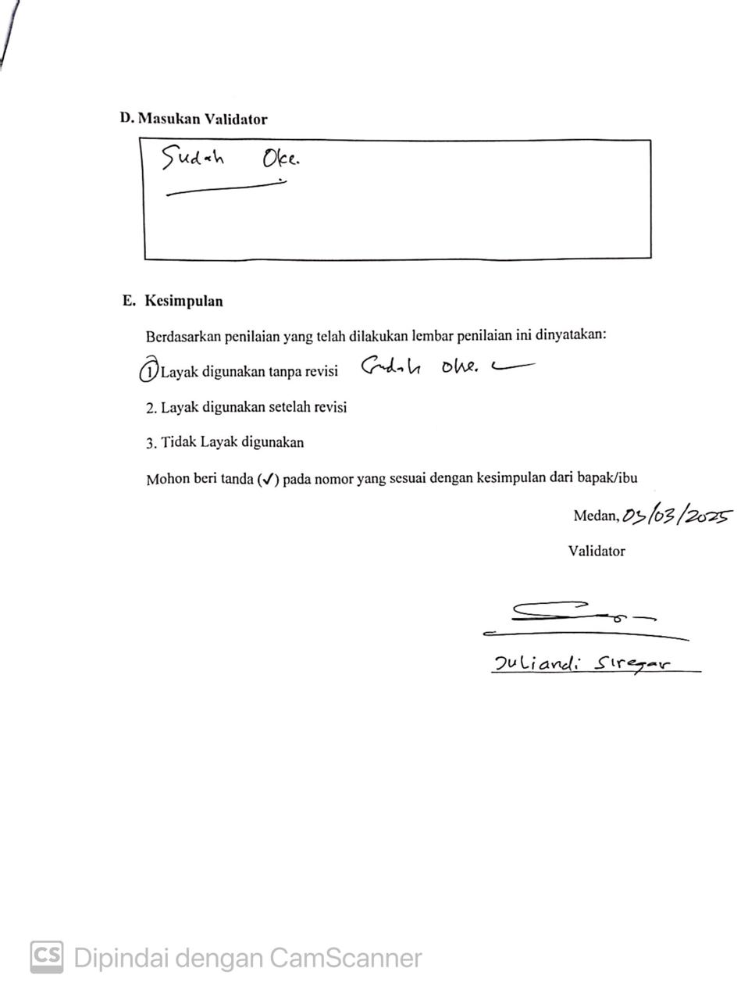 D. Masukan Validator
Sudah Oke.
E. Kesimpulan
Berdasarkan penilaian yang telah dilakukan lembar penilaian ini dinyatakan:
1 Layak digunakan tanpa revisi Sudah oke.
2. Layak digunakan setelah revisi
3. Tidak Layak digunakan
Mohon beri tanda (✓) pada nomor yang sesuai dengan kesimpulan dari bapak/ibu
Medan, 03/03/2025
Validator
Juliandi Siregar
CS Dipindai dengan CamScanner